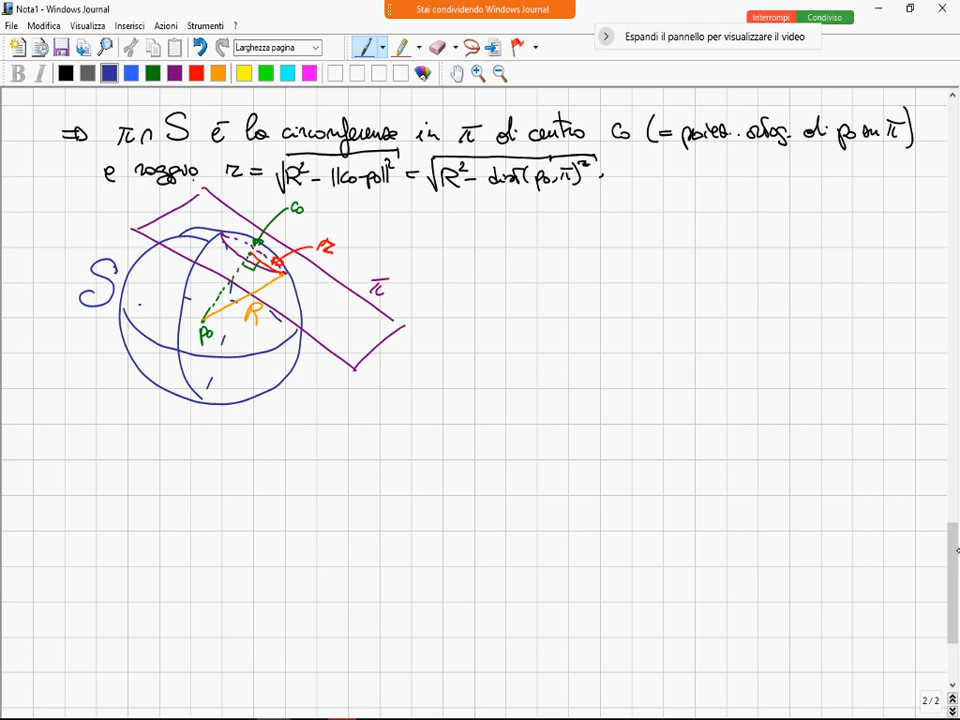 Nota1 - Windows Journal
Stai condividendo Windows Journal
Interrompi Condiviso
File Modifica Visualizza Inserisci Azioni Strumenti ?
Espandi il pannello per visualizzare il video
Larghezza pagina
B I
⇒ π ∩ S è la circonferenza in π di centro c0 (= proiez. ortog. di p0 su π)
e raggio r = √(R² - ||c0-p0||²) = √(R² - dist(p0, π)²).
c0
r
S
π
R
p0
2 / 2